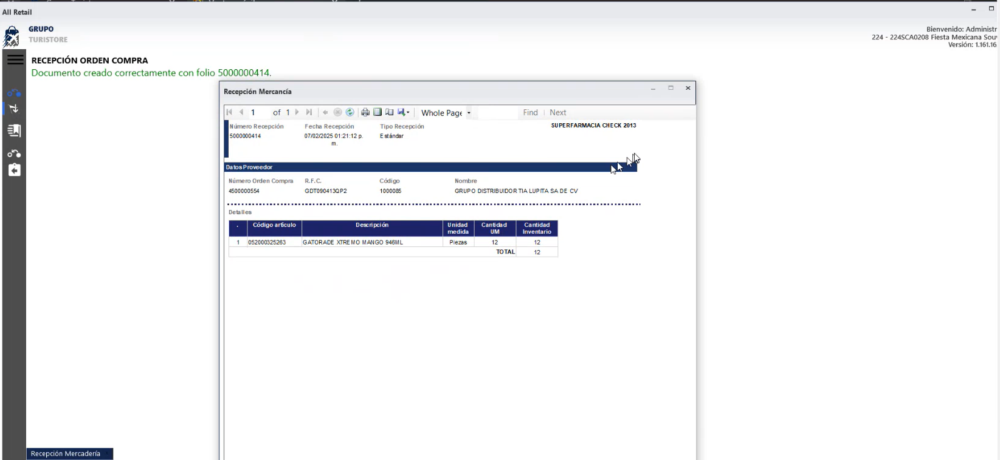 All Retail
GRUPO
TURISTORE
Bienvenido: Administr
224 - 224SCA0208 Fiesta Mexicana Sou
Versión: 1.161.16
RECEPCIÓN ORDEN COMPRA
Documento creado correctamente con folio 5000000414.
Recepción Mercancía
1 of 1 Whole Page Find | Next
Número Recepción Fecha Recepción Tipo Recepción SUPERFARMACIA CHECK 2013
5000000414 07/02/2025 01:21:12 p. Estándar
m.
Datos Proveedor
Número Orden Compra R.F.C. Código Nombre
4500000554 GDT090413QP2 1000085 GRUPO DISTRIBUIDOR TIA LUPITA SA DE CV
Detalles
. Código artículo Descripción Unidad medida Cantidad UM Cantidad Inventario
1 052000325263 GATORADE XTREMO MANGO 946ML Piezas 12 12
TOTAL 12
Recepción Mercadería